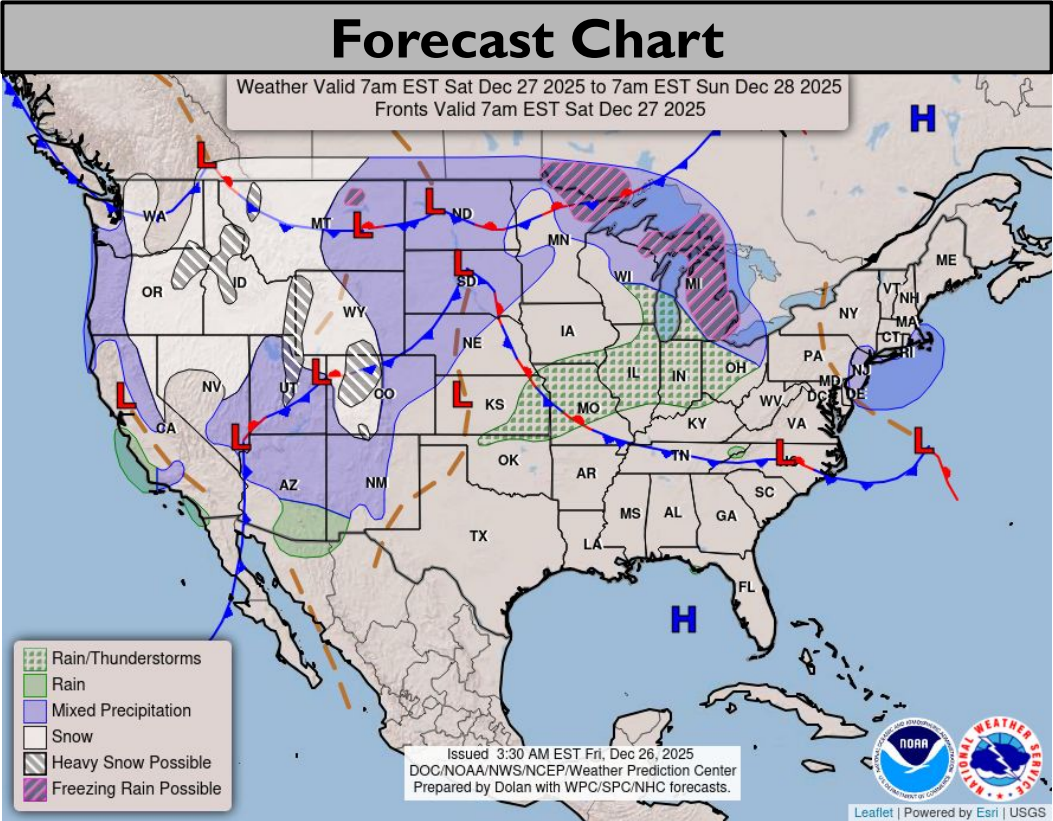 Forecast Chart
Weather Valid 7am EST Sat Dec 27 2025 to 7am EST Sun Dec 28 2025
Fronts Valid 7am EST Sat Dec 27 2025
H
L
WA
MT
L
L
ND
MN
ME
OR
ID
L
SD
WI
MI
VT
NH
WY
NY
MA
CT
RI
IA
NE
PA
NJ
NV
UT
L
CO
L
IL
IN
OH
MD
DE
DC
L
KS
MO
WV
CA
L
KY
VA
L
OK
TN
L
NC
AZ
NM
AR
SC
TX
MS
AL
GA
LA
FL
H
Rain/Thunderstorms
Rain
Mixed Precipitation
Snow
Heavy Snow Possible
Freezing Rain Possible
Issued 3:30 AM EST Fri, Dec 26, 2025
DOC/NOAA/NWS/NCEP/Weather Prediction Center
Prepared by Dolan with WPC/SPC/NHC forecasts.
NOAA
NATIONAL WEATHER SERVICE
Leaflet | Powered by Esri | USGS